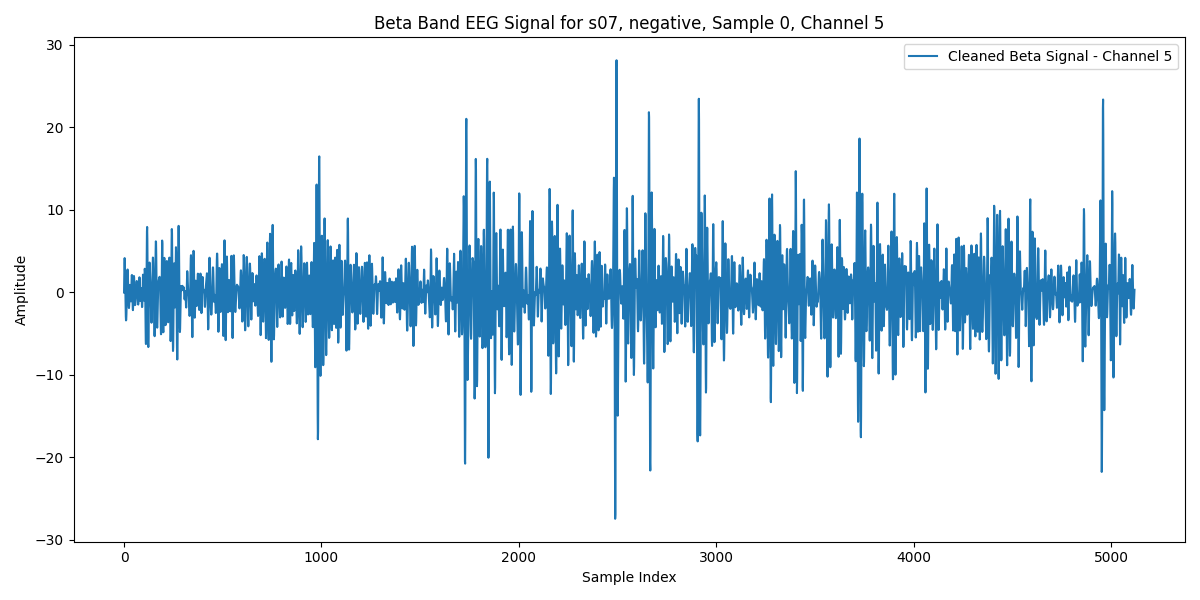 Beta Band EEG Signal for s07, negative, Sample 0, Channel 5
Cleaned Beta Signal - Channel 5
30
20
10
0
−10
−20
−30
Amplitude
0 1000 2000 3000 4000 5000
Sample Index